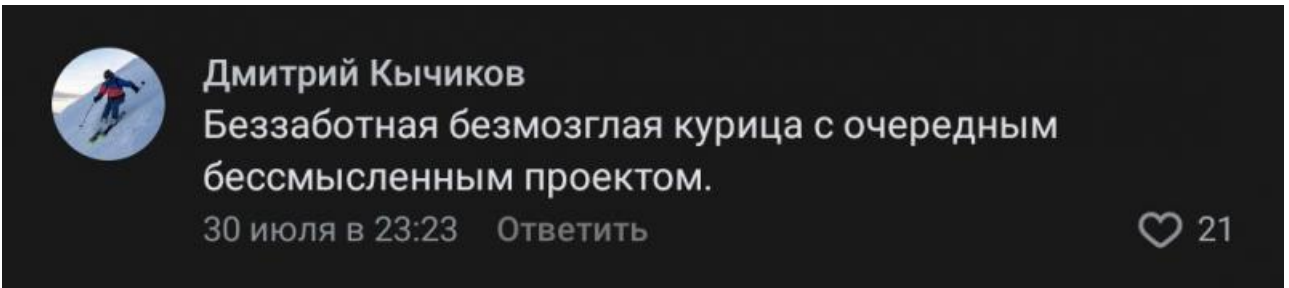 Дмитрий Кычиков
Беззаботная безмозглая курица с очередным
бессмысленным проектом.
30 июля в 23:23 Ответить 21